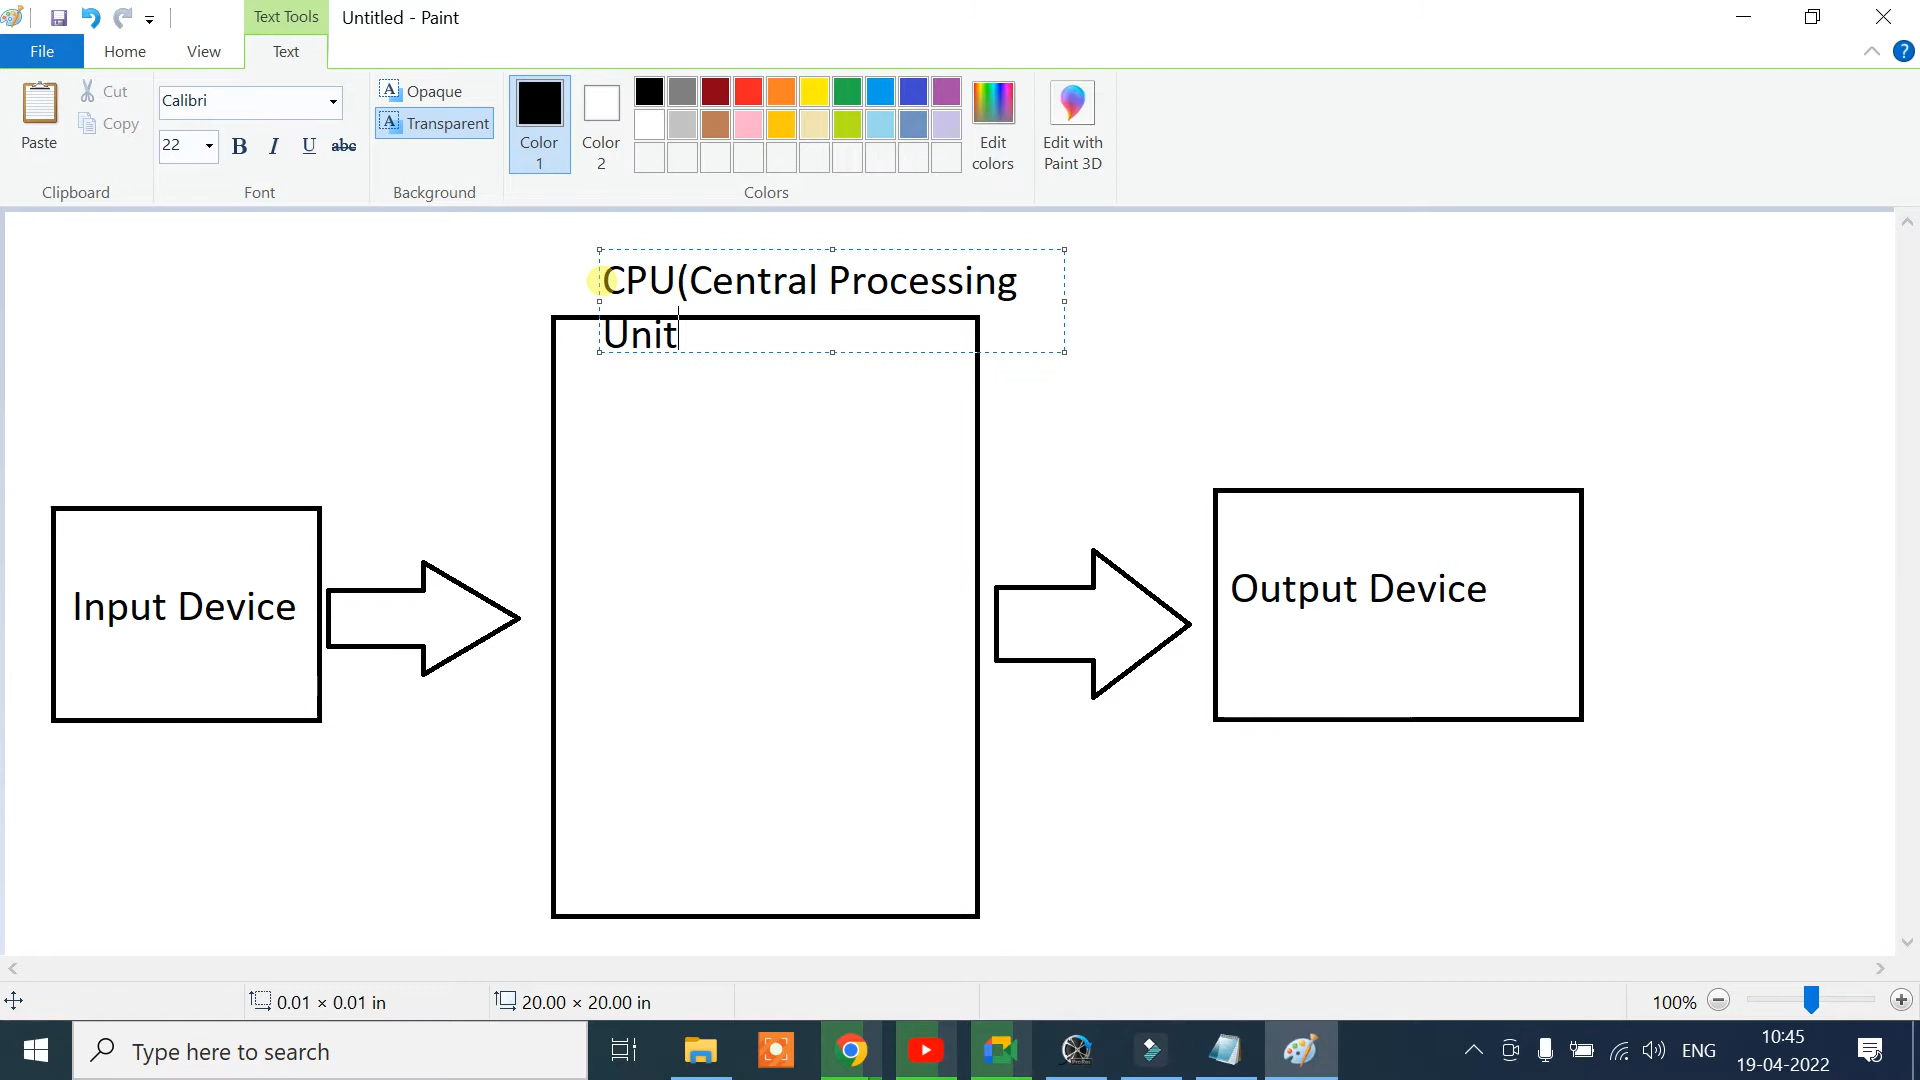 Text Tools
Untitled - Paint
File
Home
View
Text
Paste
Cut
Copy
Clipboard
Calibri
22
B I U abc
Font
A Opaque
A Transparent
Background
Color
1
Color
2
Edit
colors
Colors
Edit with
Paint 3D
CPU(Central Processing
Unit
Input Device
Output Device
0.01 × 0.01 in
20.00 × 20.00 in
100%
Type here to search
ENG
10:45
19-04-2022